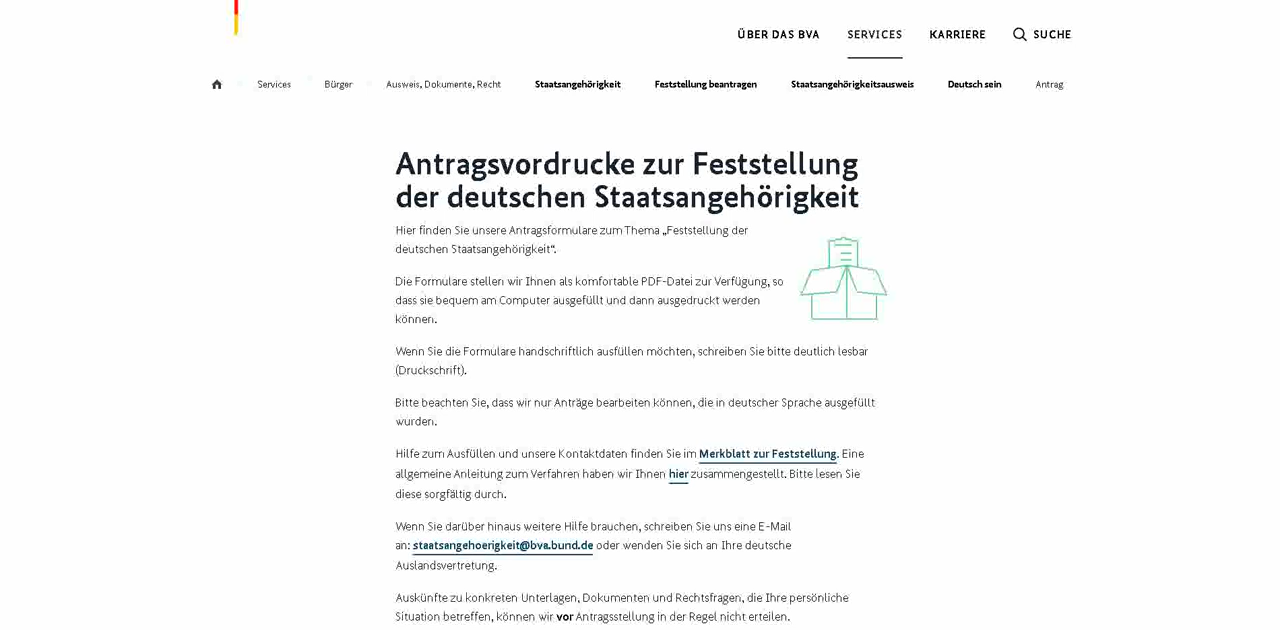 ÜBER DAS BVA SERVICES KARRIERE SUCHE
Services Bürger Ausweis, Dokumente, Recht Staatsangehörigkeit Feststellung beantragen Staatsangehörigkeitsausweis Deutsch sein Antrag
Antragsvordrucke zur Feststellung
der deutschen Staatsangehörigkeit
Hier finden Sie unsere Antragsformulare zum Thema „Feststellung der
deutschen Staatsangehörigkeit“.
Die Formulare stellen wir Ihnen als komfortable PDF-Datei zur Verfügung, so
dass sie bequem am Computer ausgefüllt und dann ausgedruckt werden
können.
Wenn Sie die Formulare handschriftlich ausfüllen möchten, schreiben Sie bitte deutlich lesbar
(Druckschrift).
Bitte beachten Sie, dass wir nur Anträge bearbeiten können, die in deutscher Sprache ausgefüllt
wurden.
Hilfe zum Ausfüllen und unsere Kontaktdaten finden Sie im Merkblatt zur Feststellung. Eine
allgemeine Anleitung zum Verfahren haben wir Ihnen hier zusammengestellt. Bitte lesen Sie
diese sorgfältig durch.
Wenn Sie darüber hinaus weitere Hilfe brauchen, schreiben Sie uns eine E-Mail
an: staatsangehoerigkeit@bva.bund.de oder wenden Sie sich an Ihre deutsche
Auslandsvertretung.
Auskünfte zu konkreten Unterlagen, Dokumenten und Rechtsfragen, die Ihre persönliche
Situation betreffen, können wir vor Antragsstellung in der Regel nicht erteilen.